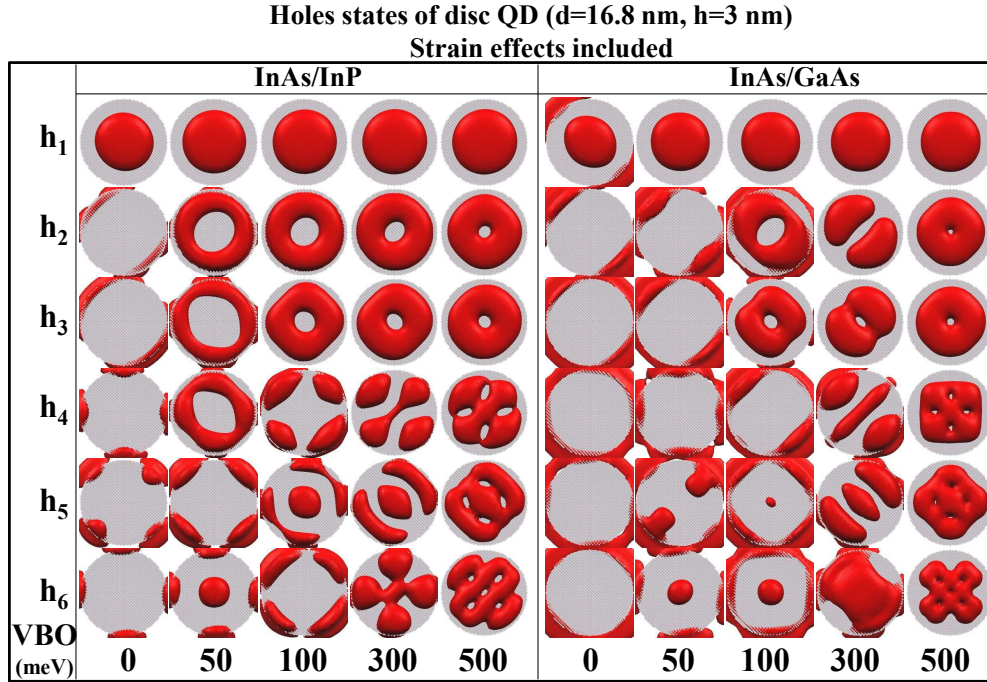 Holes states of disc QD (d=16.8 nm, h=3 nm)
Strain effects included
InAs/InP InAs/GaAs
h₁
h₂
h₃
h₄
h₅
h₆
VBO
(meV) 0 50 100 300 500 0 50 100 300 500